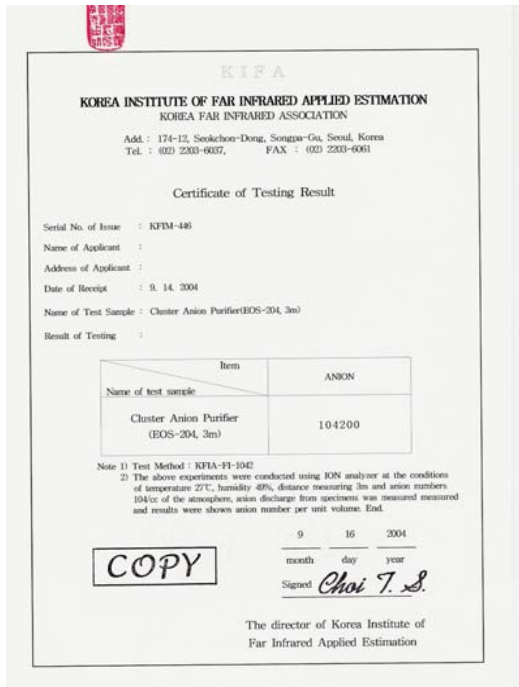 KIFA
KOREA INSTITUTE OF FAR INFRARED APPLIED ESTIMATION
KOREA FAR INFRARED ASSOCIATION
Add. : 174-12, Seokchon-Dong, Songpa-Gu, Seoul, Korea
Tel. : (02) 2203-6037, FAX : (02) 2203-6061
Certificate of Testing Result
Serial No. of Issue : KFIM-446
Name of Applicant :
Address of Applicant :
Date of Receipt : 9. 14. 2004
Name of Test Sample : Cluster Anion Purifier(EOS-204, 3m)
Result of Testing :
Item
ANION
Name of test sample
Cluster Anion Purifier
(EOS-204, 3m)
104200
Note 1) Test Method : KFIA-FI-1042
2) The above experiments were conducted using ION analyzer at the conditions
of temperature 27℃, humidity 49%, distance measuring 3m and anion numbers
104/cc of the atmosphere, anion discharge from specimens was measured measured
and results were shown anion number per unit volume. End.
9 16 2004
month day year
COPY
Signed Choi T. S.
The director of Korea Institute of
Far Infrared Applied Estimation